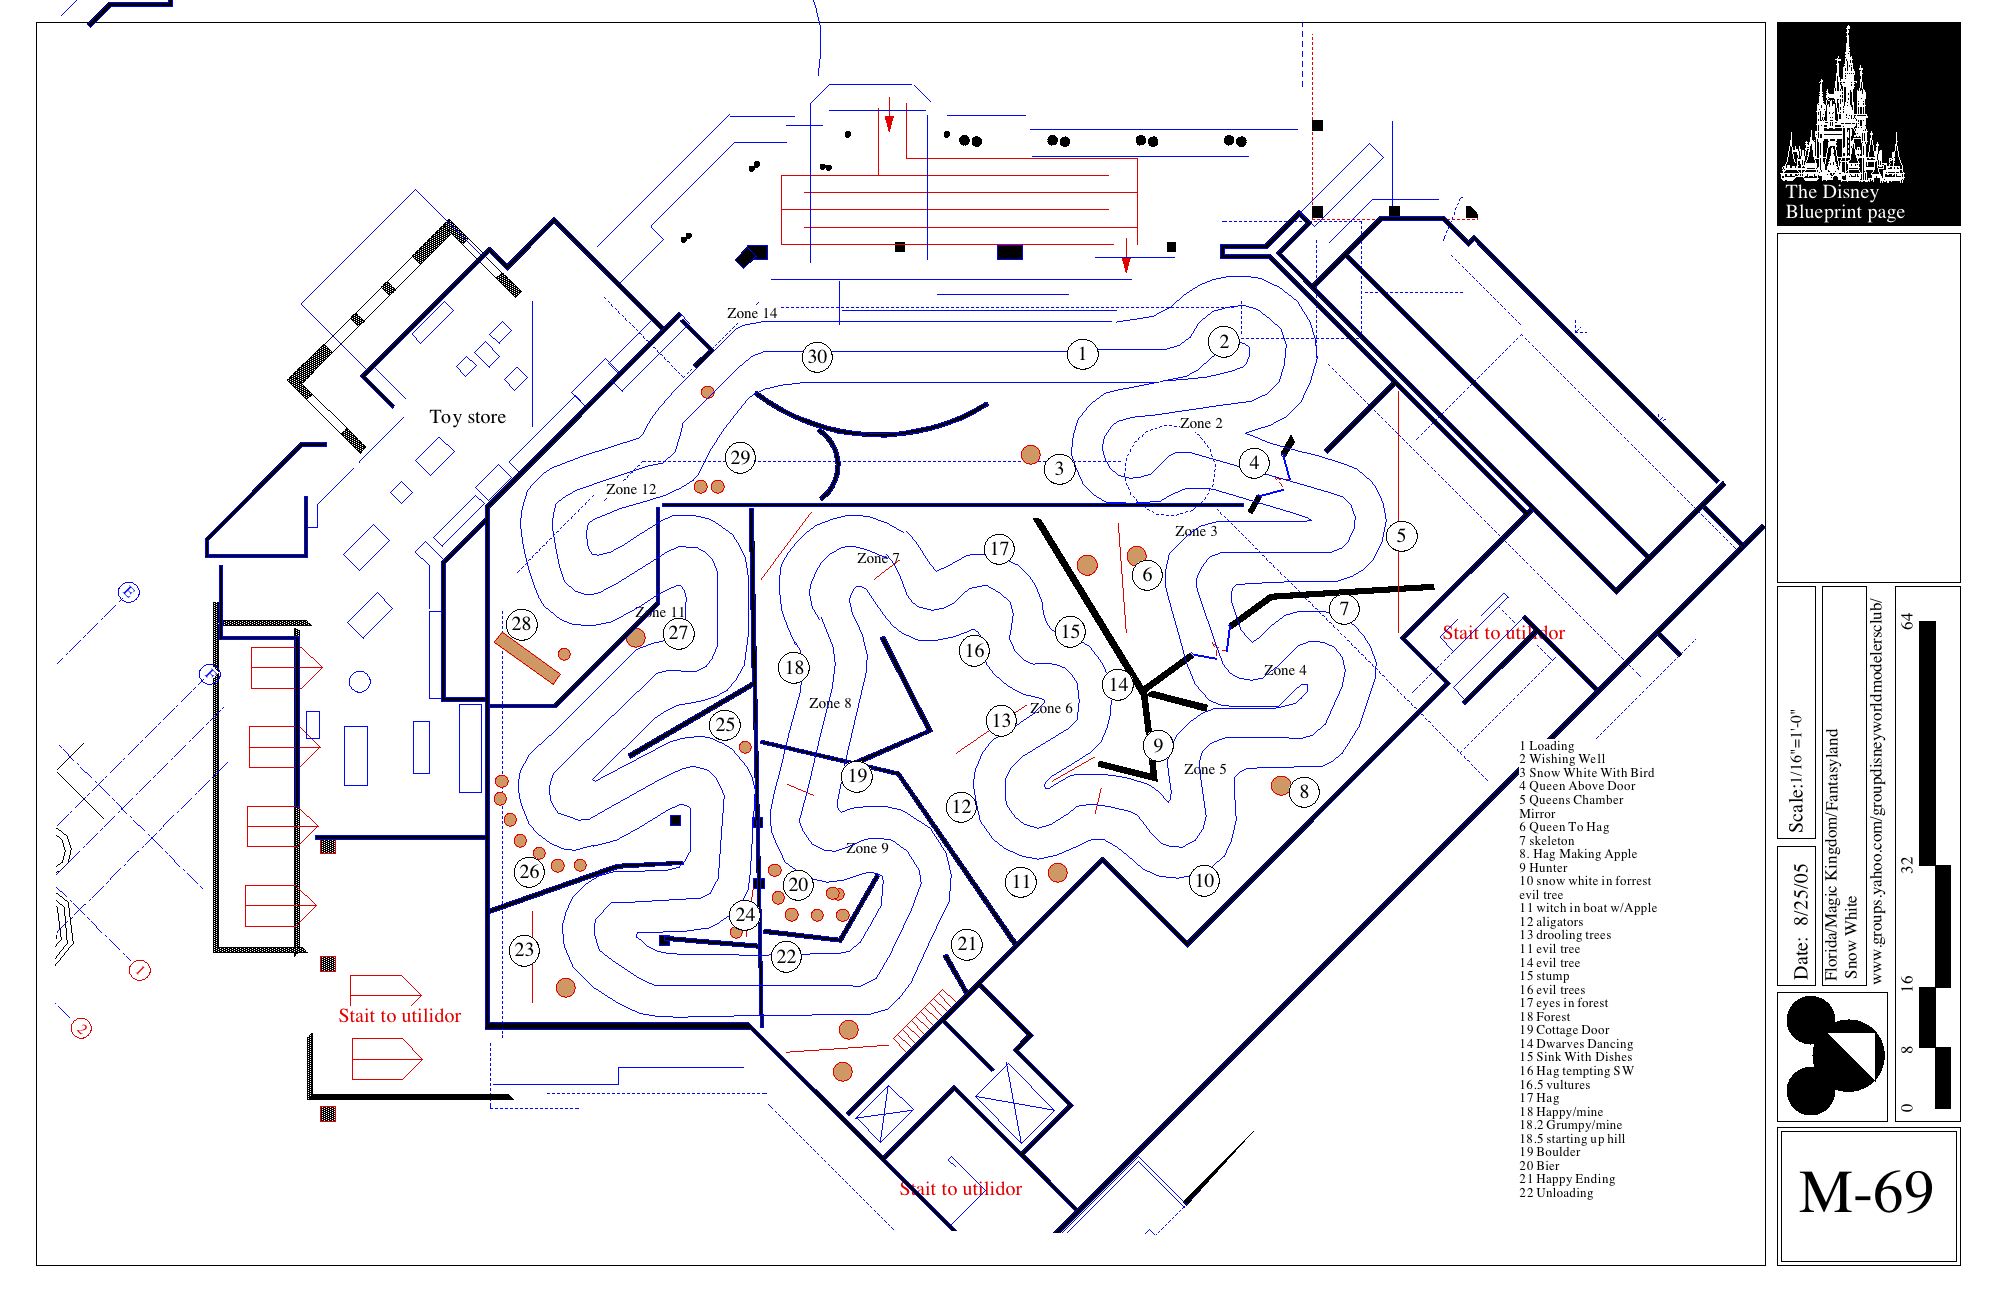 The Disney
Blueprint page
Zone 14
30
1
2
Toy store
Zone 2
29
3
4
Zone 12
Zone 3
5
Zone 7
17
6
E
28
Zone 11
27
15
7
Stait to utilidor
16
18
F
Zone 4
14
Zone 8
Zone 6
25
13
9
Zone 5
19
8
12
Zone 9
26
20
11
10
24
23
22
21
1
Stait to utilidor
2
Stait to utilidor
1 Loading
2 Wishing Well
3 Snow White With Bird
4 Queen Above Door
5 Queens Chamber
Mirror
6 Queen To Hag
7 skeleton
8. Hag Making Apple
9 Hunter
10 snow white in forrest
evil tree
11 witch in boat w/Apple
12 aligators
13 drooling trees
11 evil tree
14 evil tree
15 stump
16 evil trees
17 eyes in forest
18 Forest
19 Cottage Door
14 Dwarves Dancing
15 Sink With Dishes
16 Hag tempting SW
16.5 vultures
17 Hag
18 Happy/mine
18.2 Grumpy/mine
18.5 starting up hill
19 Boulder
20 Bier
21 Happy Ending
22 Unloading
Scale:1/16"=1'-0"
Date: 8/25/05
Florida/Magic Kingdom/Fantasyland
Snow White
www.groups.yahoo.com/groupdisneyworldmodelersclub/
64
32
16
8
0
M-69